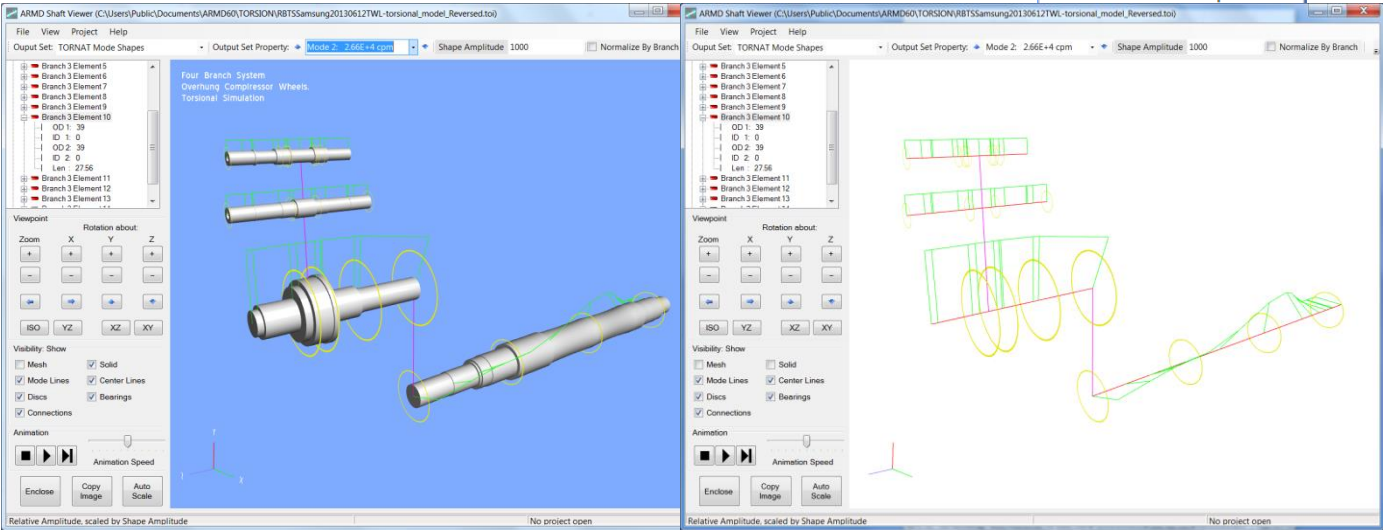 ARMD Shaft Viewer (C:\Users\Public\Documents\ARMD60\TORSION\RBTSSamsung20130612TWL-torsional_model_Reversed.toi)
File View Project Help
Ouput Set: TORNAT Mode Shapes Output Set Property: Mode 2: 2.66E+4 cpm Shape Amplitude 1000 Normalize By Branch
Branch 3 Element 5
Branch 3 Element 6
Branch 3 Element 7
Branch 3 Element 8
Branch 3 Element 9
Branch 3 Element 10
OD 1: 39
ID 1: 0
OD 2: 39
ID 2: 0
Len : 27.56
Branch 3 Element 11
Branch 3 Element 12
Branch 3 Element 13
Four Branch System
Overhung Compressor Wheels.
Torsional Simulation
Viewpoint
Rotation about:
Zoom X Y Z
+ + + +
- - - -
ISO YZ XZ XY
Visibility: Show
Mesh Solid
Mode Lines Center Lines
Discs Bearings
Connections
Animation
Animation Speed
Enclose Copy Image Auto Scale
Relative Amplitude, scaled by Shape Amplitude No project open
ARMD Shaft Viewer (C:\Users\Public\Documents\ARMD60\TORSION\RBTSSamsung20130612TWL-torsional_model_Reversed.toi)
File View Project Help
Ouput Set: TORNAT Mode Shapes Output Set Property: Mode 2: 2.66E+4 cpm Shape Amplitude 1000 Normalize By Branch
Branch 3 Element 5
Branch 3 Element 6
Branch 3 Element 7
Branch 3 Element 8
Branch 3 Element 9
Branch 3 Element 10
OD 1: 39
ID 1: 0
OD 2: 39
ID 2: 0
Len : 27.56
Branch 3 Element 11
Branch 3 Element 12
Branch 3 Element 13
Viewpoint
Rotation about:
Zoom X Y Z
+ + + +
- - - -
ISO YZ XZ XY
Visibility: Show
Mesh Solid
Mode Lines Center Lines
Discs Bearings
Connections
Animation
Animation Speed
Enclose Copy Image Auto Scale
Relative Amplitude, scaled by Shape Amplitude No project open